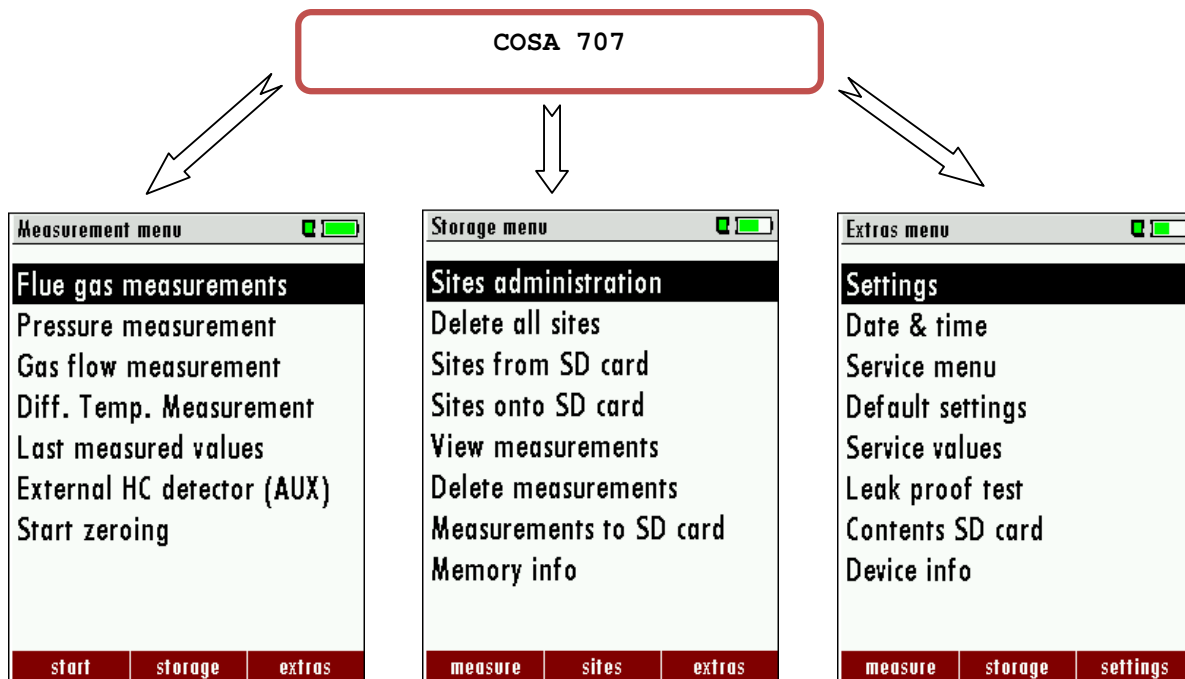 COSA 707
Measurement menu
Flue gas measurements
Pressure measurement
Gas flow measurement
Diff. Temp. Measurement
Last measured values
External HC detector (AUX)
Start zeroing
start storage extras
Storage menu
Sites administration
Delete all sites
Sites from SD card
Sites onto SD card
View measurements
Delete measurements
Measurements to SD card
Memory info
measure sites extras
Extras menu
Settings
Date & time
Service menu
Default settings
Service values
Leak proof test
Contents SD card
Device info
measure storage settings